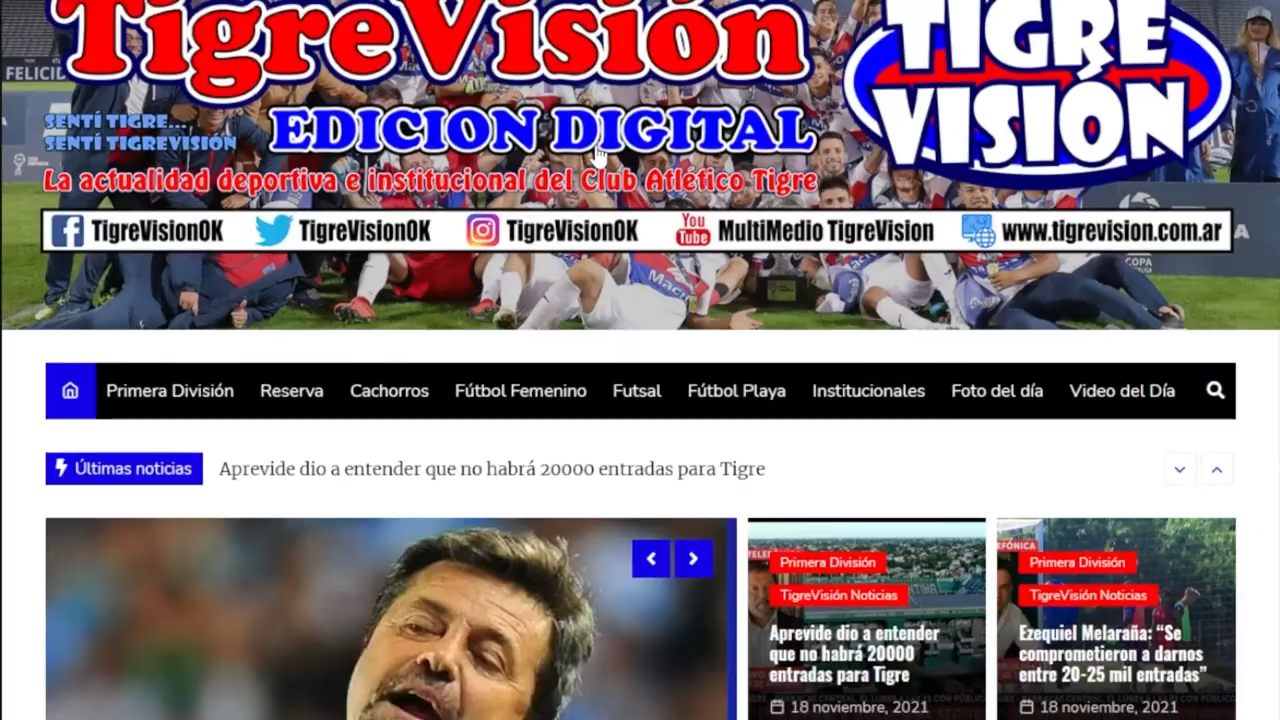 TigreVisión
TIGRE
VISIÓN
FELICID
SENTÍ TIGRE...
SENTÍ TIGREVISIÓN
EDICION DIGITAL
La actualidad deportiva e institucional del Club Atlético Tigre
TigreVisionOK TigreVisionOK TigreVisionOK You Tube MultiMedio TigreVision www.tigrevision.com.ar
COPA
Primera División Reserva Cachorros Fútbol Femenino Futsal Fútbol Playa Institucionales Foto del día Video del Día
Últimas noticias Aprevide dio a entender que no habrá 20000 entradas para Tigre
Primera División
TigreVisión Noticias
Aprevide dio a entender
que no habrá 20000
entradas para Tigre
18 noviembre, 2021
Primera División
TigreVisión Noticias
Ezequiel Melaraña: “Se
comprometieron a darnos
entre 20-25 mil entradas”
18 noviembre, 2021